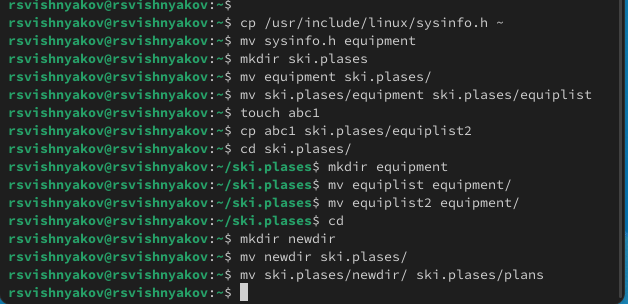 rsvishnyakov@rsvishnyakov:~$
rsvishnyakov@rsvishnyakov:~$ cp /usr/include/linux/sysinfo.h ~
rsvishnyakov@rsvishnyakov:~$ mv sysinfo.h equipment
rsvishnyakov@rsvishnyakov:~$ mkdir ski.plases
rsvishnyakov@rsvishnyakov:~$ mv equipment ski.plases/
rsvishnyakov@rsvishnyakov:~$ mv ski.plases/equipment ski.plases/equiplist
rsvishnyakov@rsvishnyakov:~$ touch abc1
rsvishnyakov@rsvishnyakov:~$ cp abc1 ski.plases/equiplist2
rsvishnyakov@rsvishnyakov:~$ cd ski.plases/
rsvishnyakov@rsvishnyakov:~/ski.plases$ mkdir equipment
rsvishnyakov@rsvishnyakov:~/ski.plases$ mv equiplist equipment/
rsvishnyakov@rsvishnyakov:~/ski.plases$ mv equiplist2 equipment/
rsvishnyakov@rsvishnyakov:~/ski.plases$ cd
rsvishnyakov@rsvishnyakov:~$ mkdir newdir
rsvishnyakov@rsvishnyakov:~$ mv newdir ski.plases/
rsvishnyakov@rsvishnyakov:~$ mv ski.plases/newdir/ ski.plases/plans
rsvishnyakov@rsvishnyakov:~$